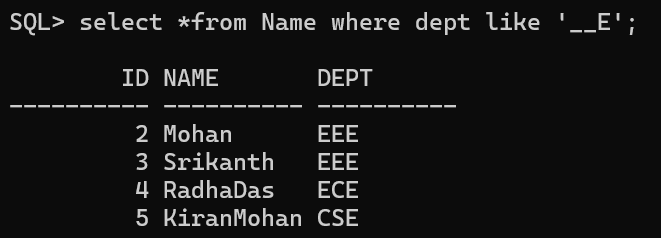 SQL> select *from Name where dept like '__E';
ID NAME DEPT
---------- ---------- ----------
2 Mohan EEE
3 Srikanth EEE
4 RadhaDas ECE
5 KiranMohan CSE